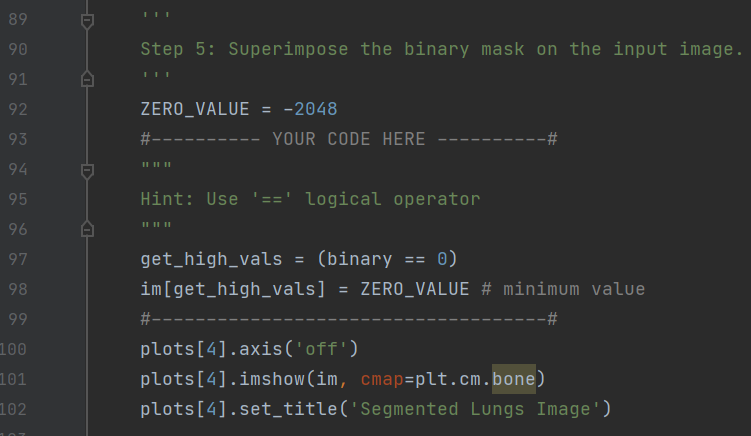 89 '''
90 Step 5: Superimpose the binary mask on the input image.
91 '''
92 ZERO_VALUE = -2048
93 #---------- YOUR CODE HERE ----------#
94 """
95 Hint: Use '==' logical operator
96 """
97 get_high_vals = (binary == 0)
98 im[get_high_vals] = ZERO_VALUE # minimum value
99 #------------------------------------#
100 plots[4].axis('off')
101 plots[4].imshow(im, cmap=plt.cm.bone)
102 plots[4].set_title('Segmented Lungs Image')